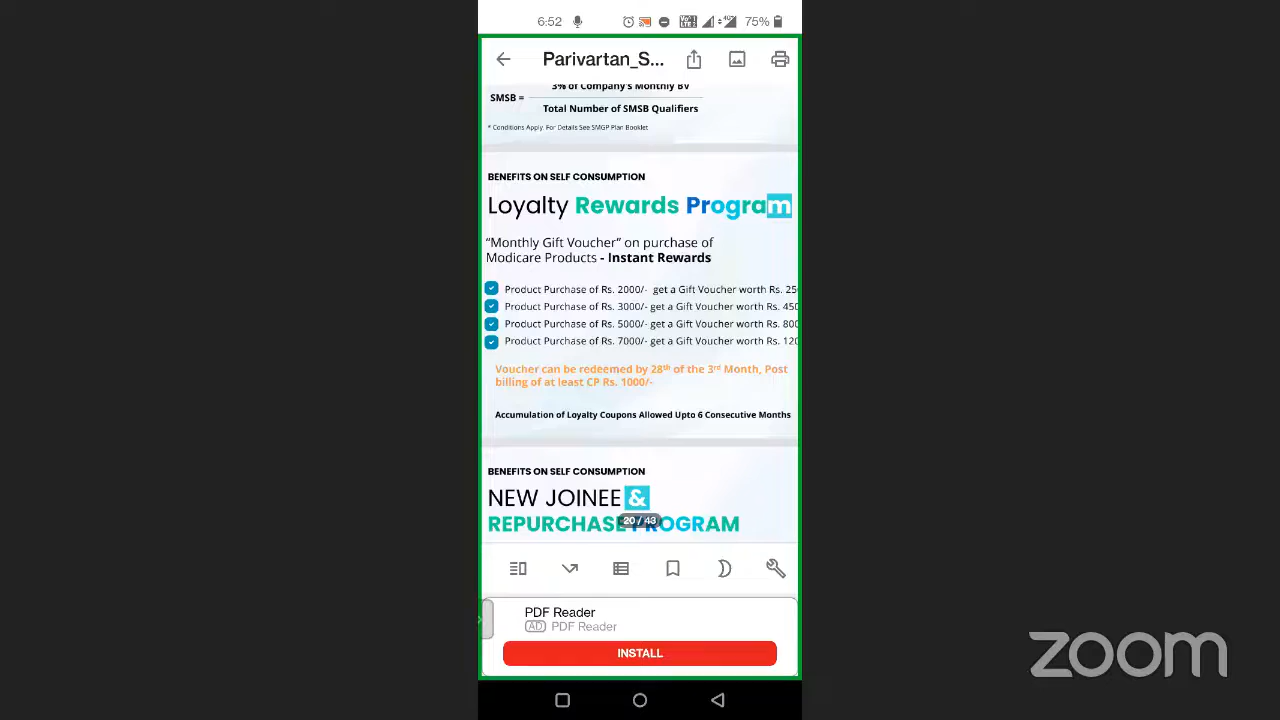 6:52 75%
Parivartan_S...
3% of Company's Monthly BV
SMSB =
Total Number of SMSB Qualifiers
* Conditions Apply. For Details See SMGP Plan Booklet
BENEFITS ON SELF CONSUMPTION
Loyalty Rewards Program
"Monthly Gift Voucher" on purchase of
Modicare Products - Instant Rewards
Product Purchase of Rs. 2000/- get a Gift Voucher worth Rs. 25
Product Purchase of Rs. 3000/- get a Gift Voucher worth Rs. 450
Product Purchase of Rs. 5000/- get a Gift Voucher worth Rs. 800
Product Purchase of Rs. 7000/- get a Gift Voucher worth Rs. 120
Voucher can be redeemed by 28th of the 3rd Month, Post
billing of at least CP Rs. 1000/-
Accumulation of Loyalty Coupons Allowed Upto 6 Consecutive Months
BENEFITS ON SELF CONSUMPTION
NEW JOINEE &
REPURCHASE PROGRAM
20 / 43
PDF Reader
AD PDF Reader
INSTALL
zoom